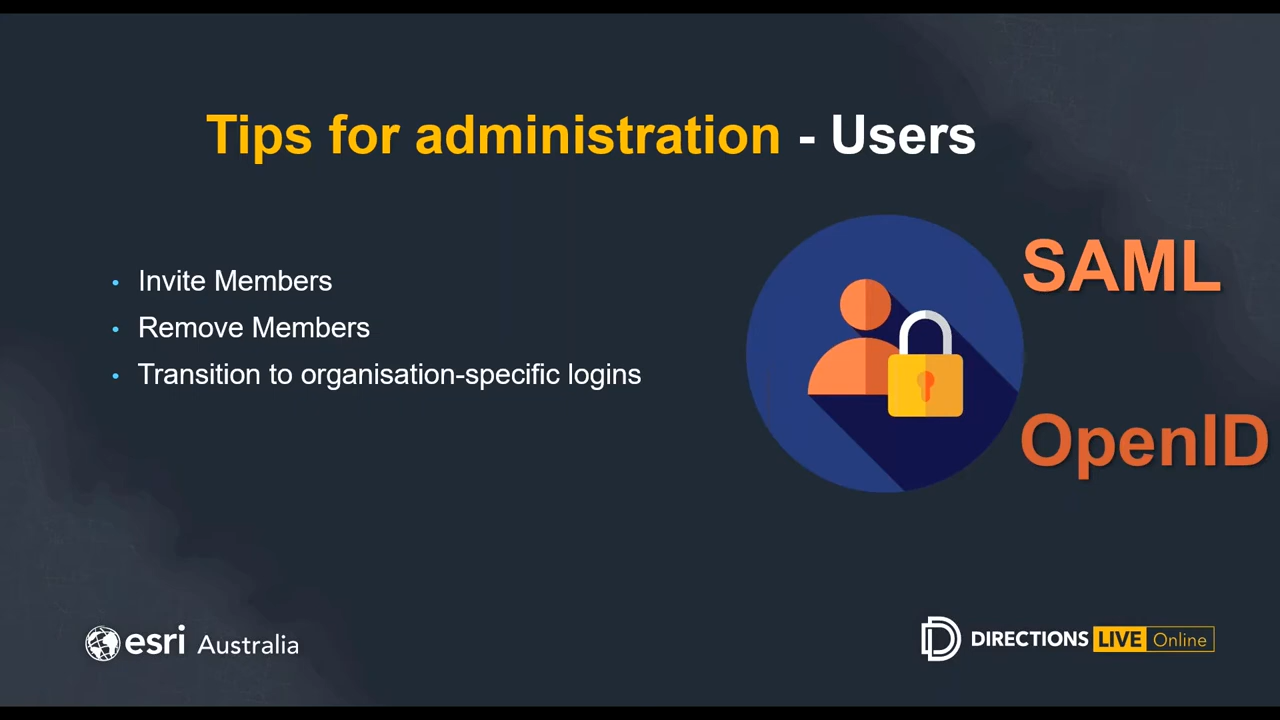 Tips for administration - Users
• Invite Members
• Remove Members
• Transition to organisation-specific logins
SAML
OpenID
esri Australia
DIRECTIONS LIVE Online